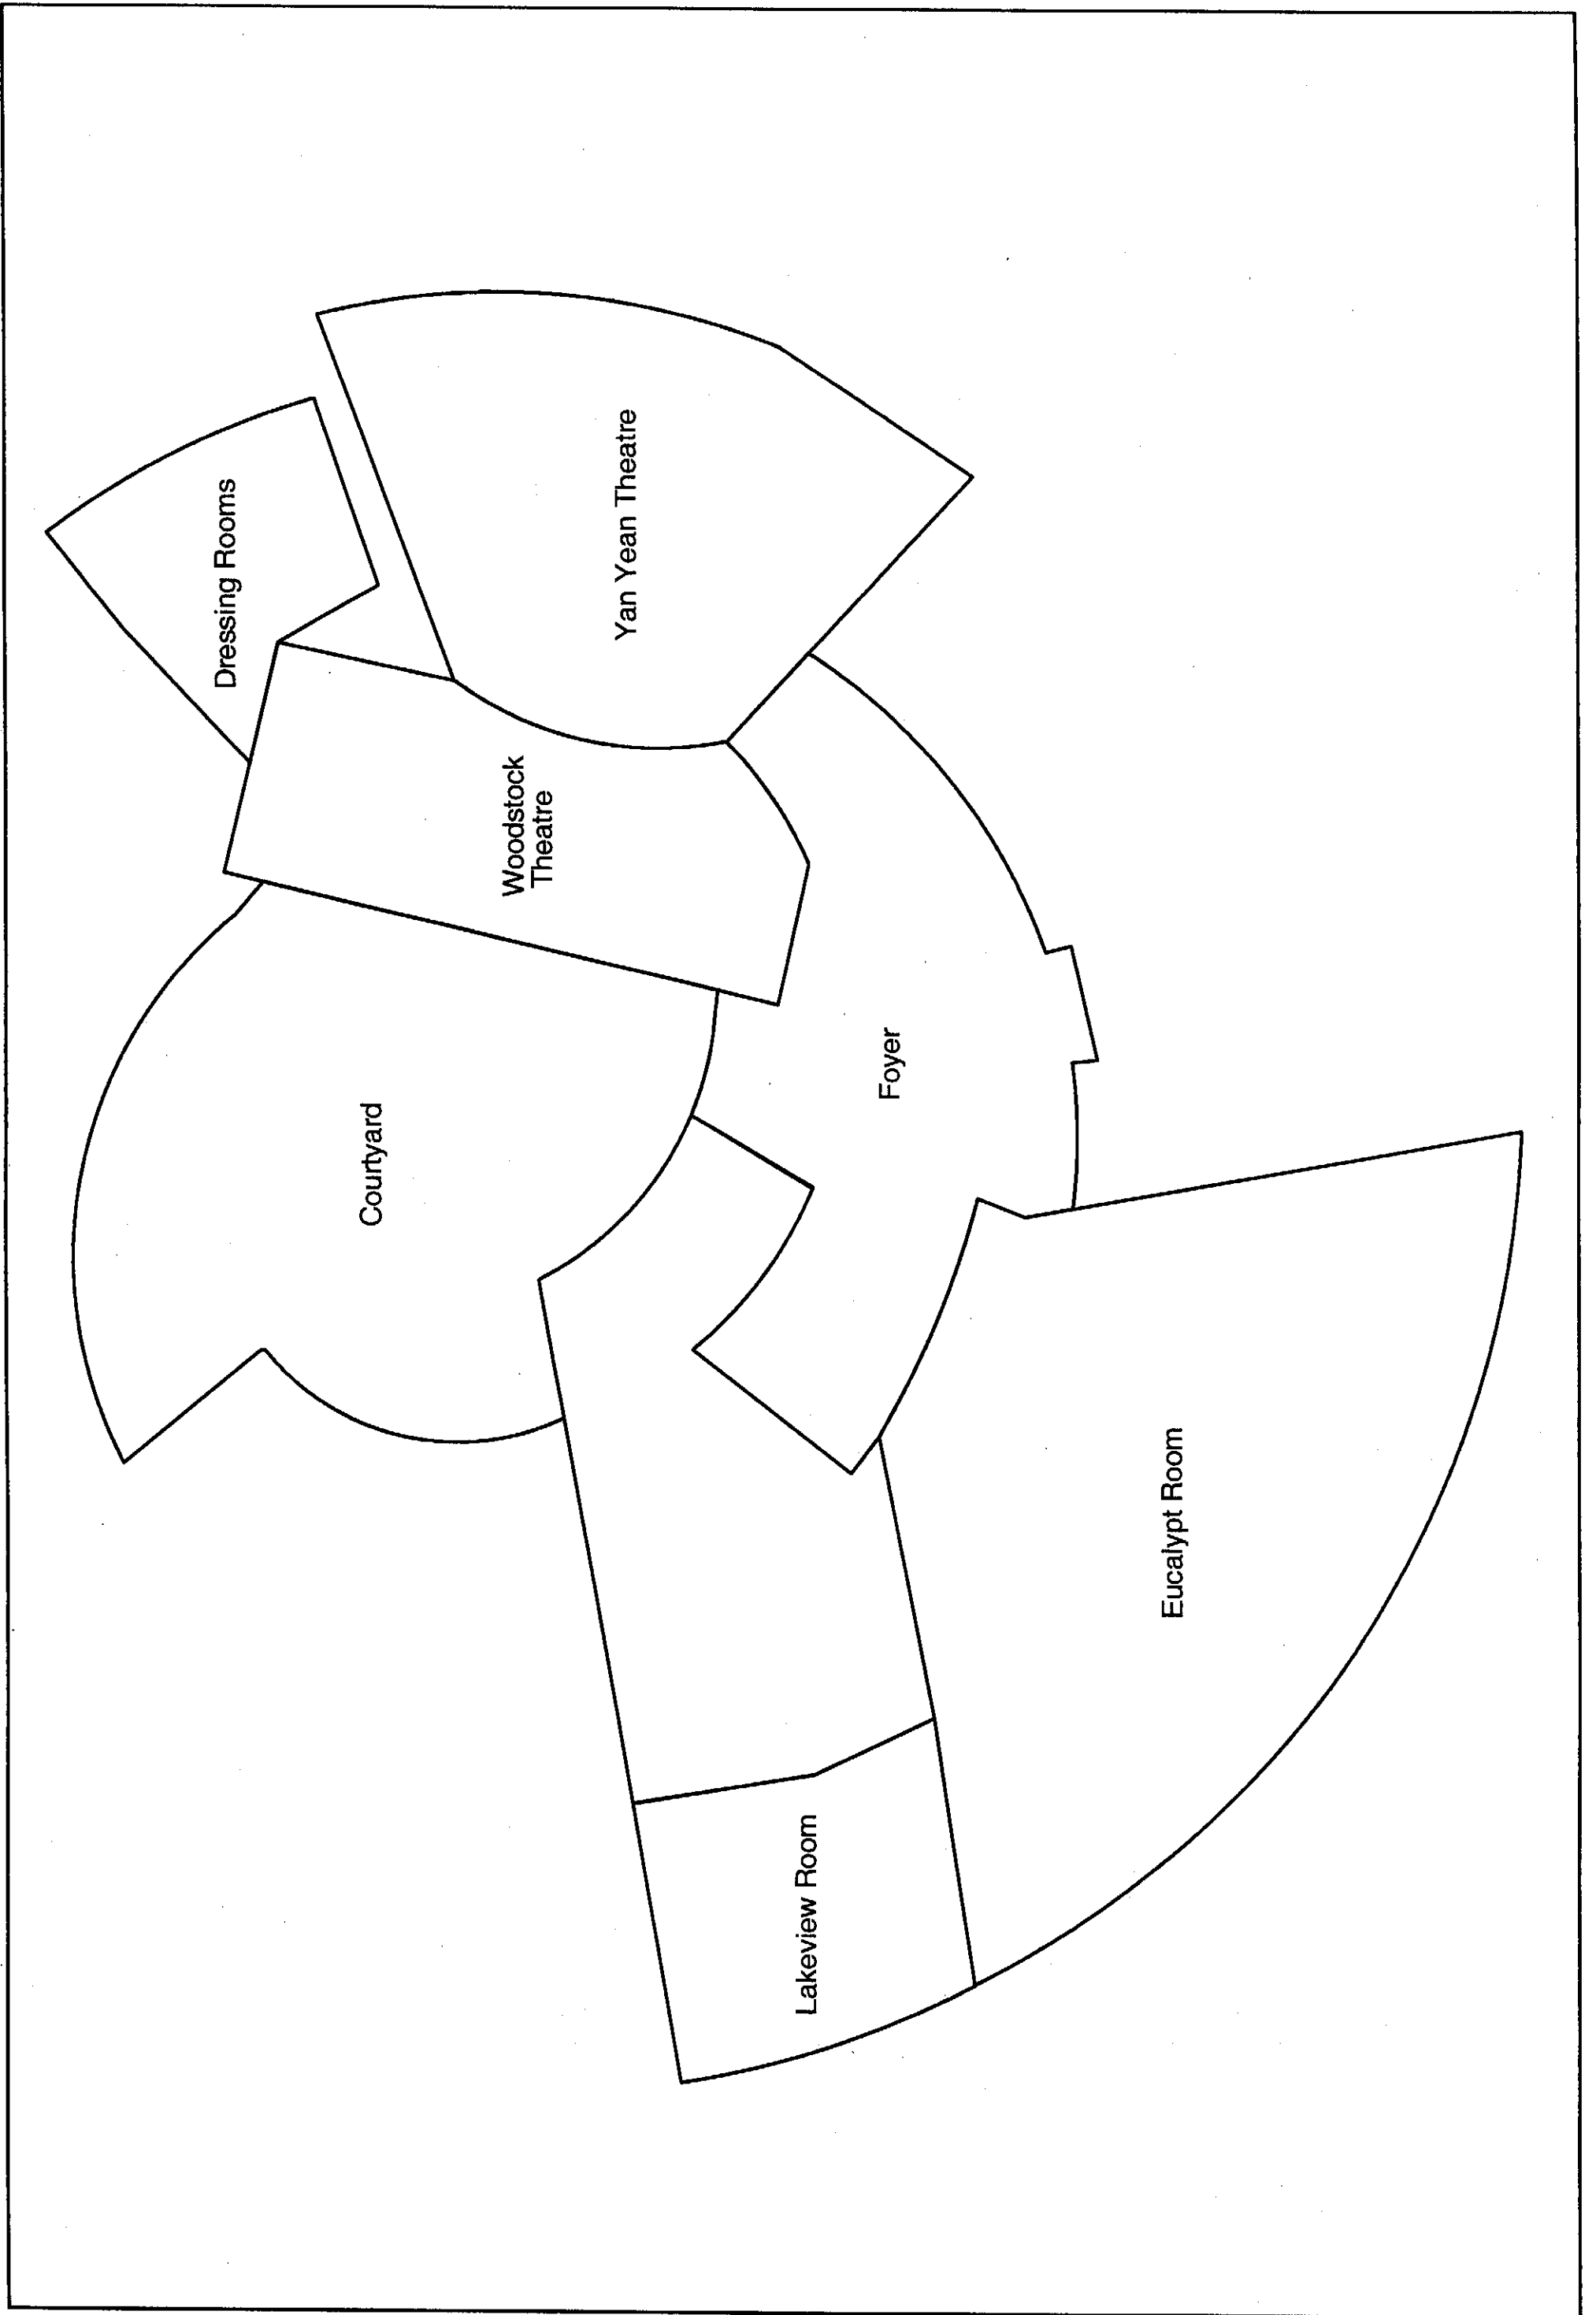 Dressing Rooms
Courtyard
Woodstock
Theatre
Yan Yean Theatre
Lakeview Room
Foyer
Eucalypt Room